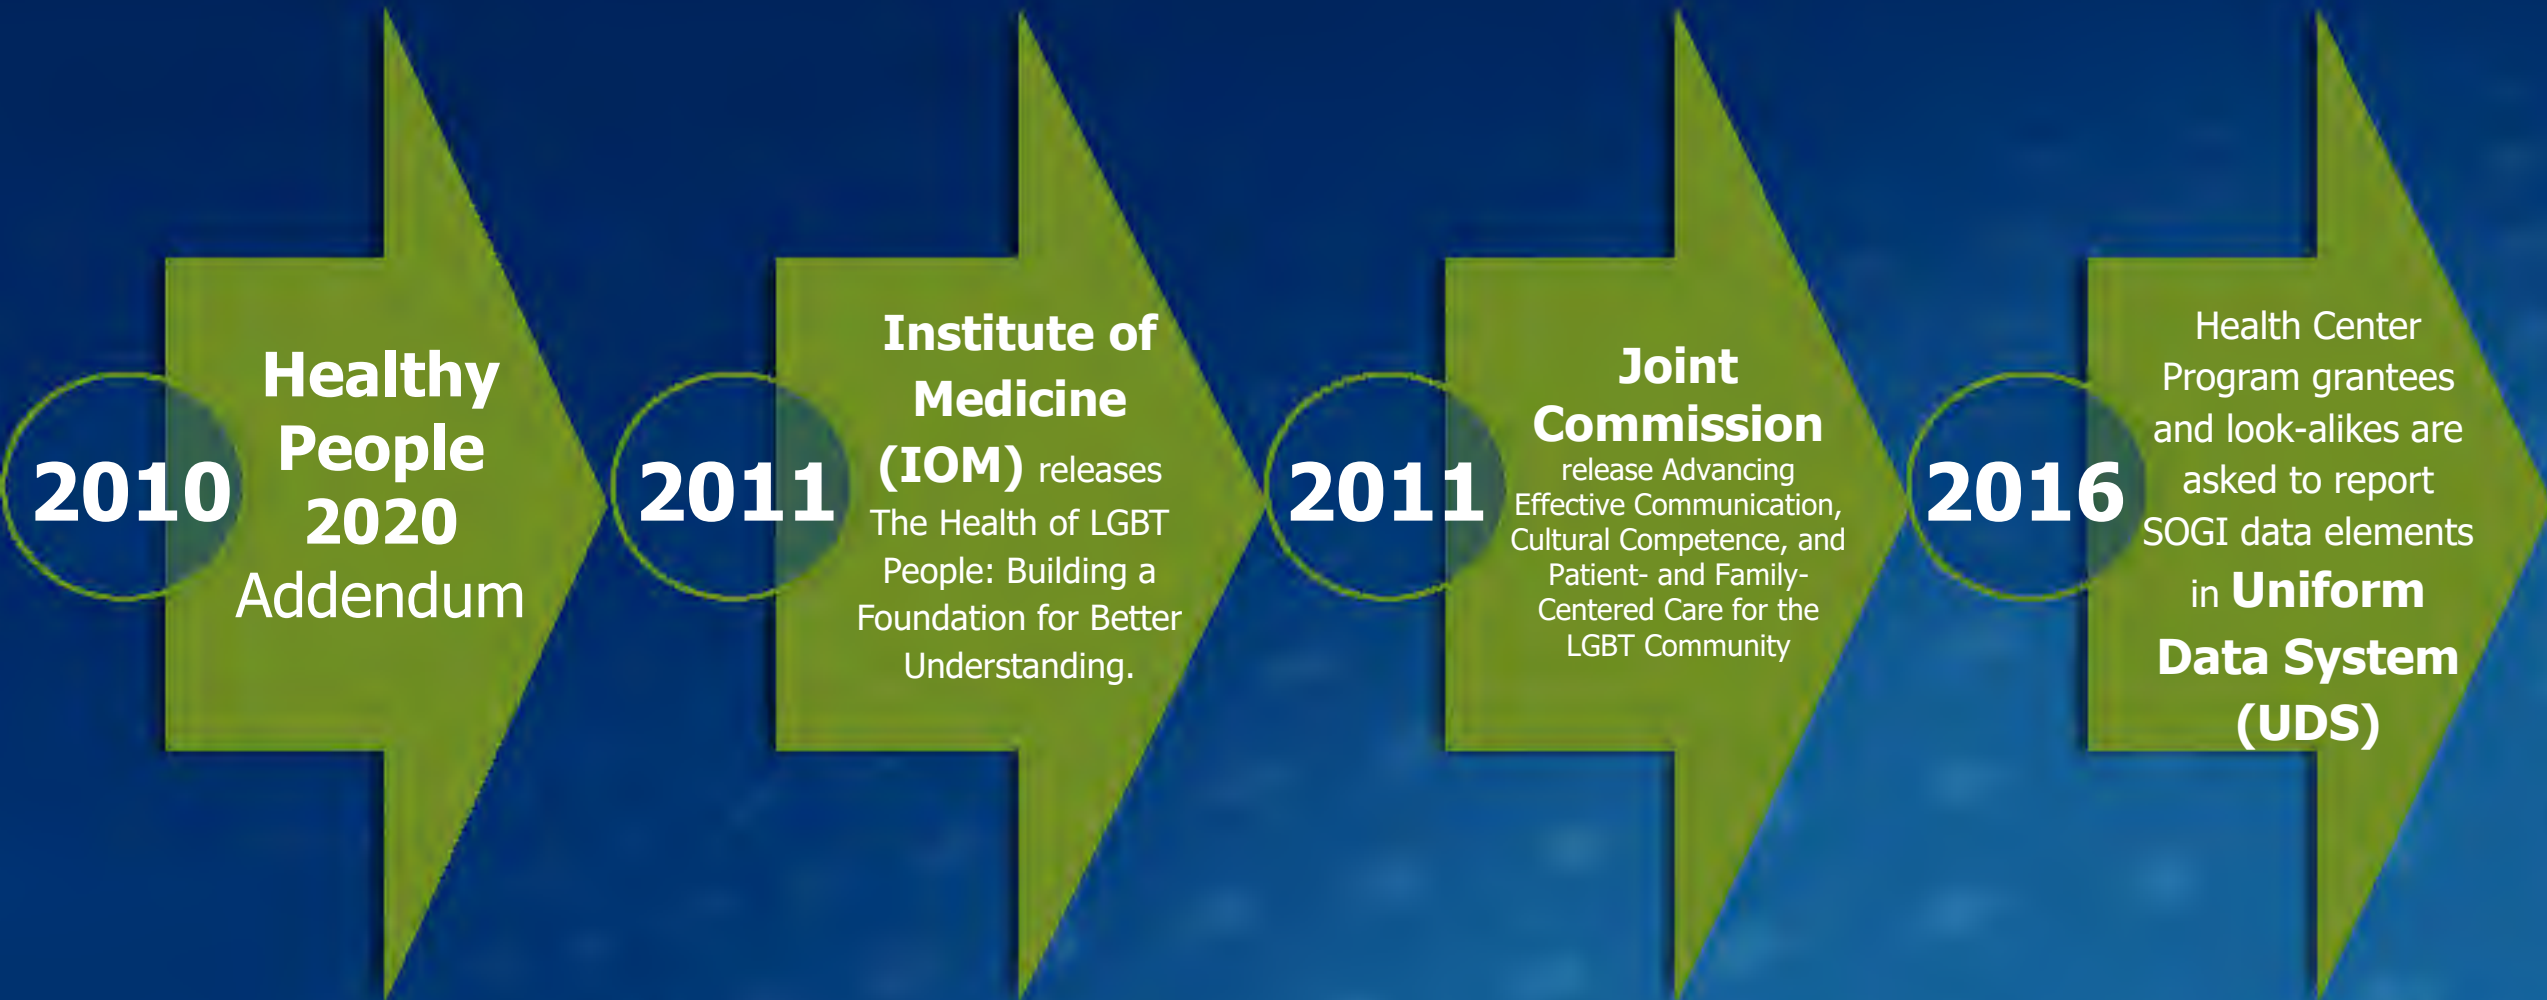 2010
Healthy
People
2020
Addendum
2011
Institute of
Medicine
(IOM) releases
The Health of LGBT
People: Building a
Foundation for Better
Understanding.
2011
Joint
Commission
release Advancing
Effective Communication,
Cultural Competence, and
Patient- and Family-
Centered Care for the
LGBT Community
2016
Health Center
Program grantees
and look-alikes are
asked to report
SOGI data elements
in Uniform
Data System
(UDS)